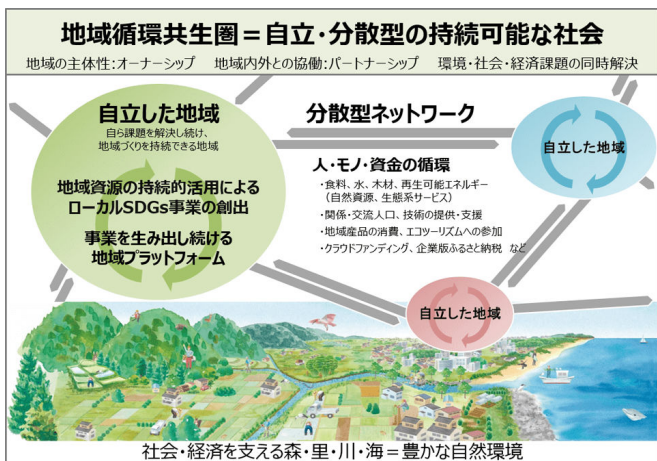 地域循環共生圏＝自立・分散型の持続可能な社会
地域の主体性：オーナーシップ　地域内外との協働：パートナーシップ　環境・社会・経済課題の同時解決
自立した地域
自ら課題を解決し続け、
地域づくりを持続できる地域
地域資源の持続的活用による
ローカルSDGs事業の創出
事業を生み出し続ける
地域プラットフォーム
分散型ネットワーク
人・モノ・資金の循環
・食料、水、木材、再生可能エネルギー
（自然資源、生態系サービス）
・関係・交流人口、技術の提供・支援
・地域産品の消費、エコツーリズムへの参加
・クラウドファンディング、企業版ふるさと納税　など
自立した地域
自立した地域
社会・経済を支える森・里・川・海＝豊かな自然環境